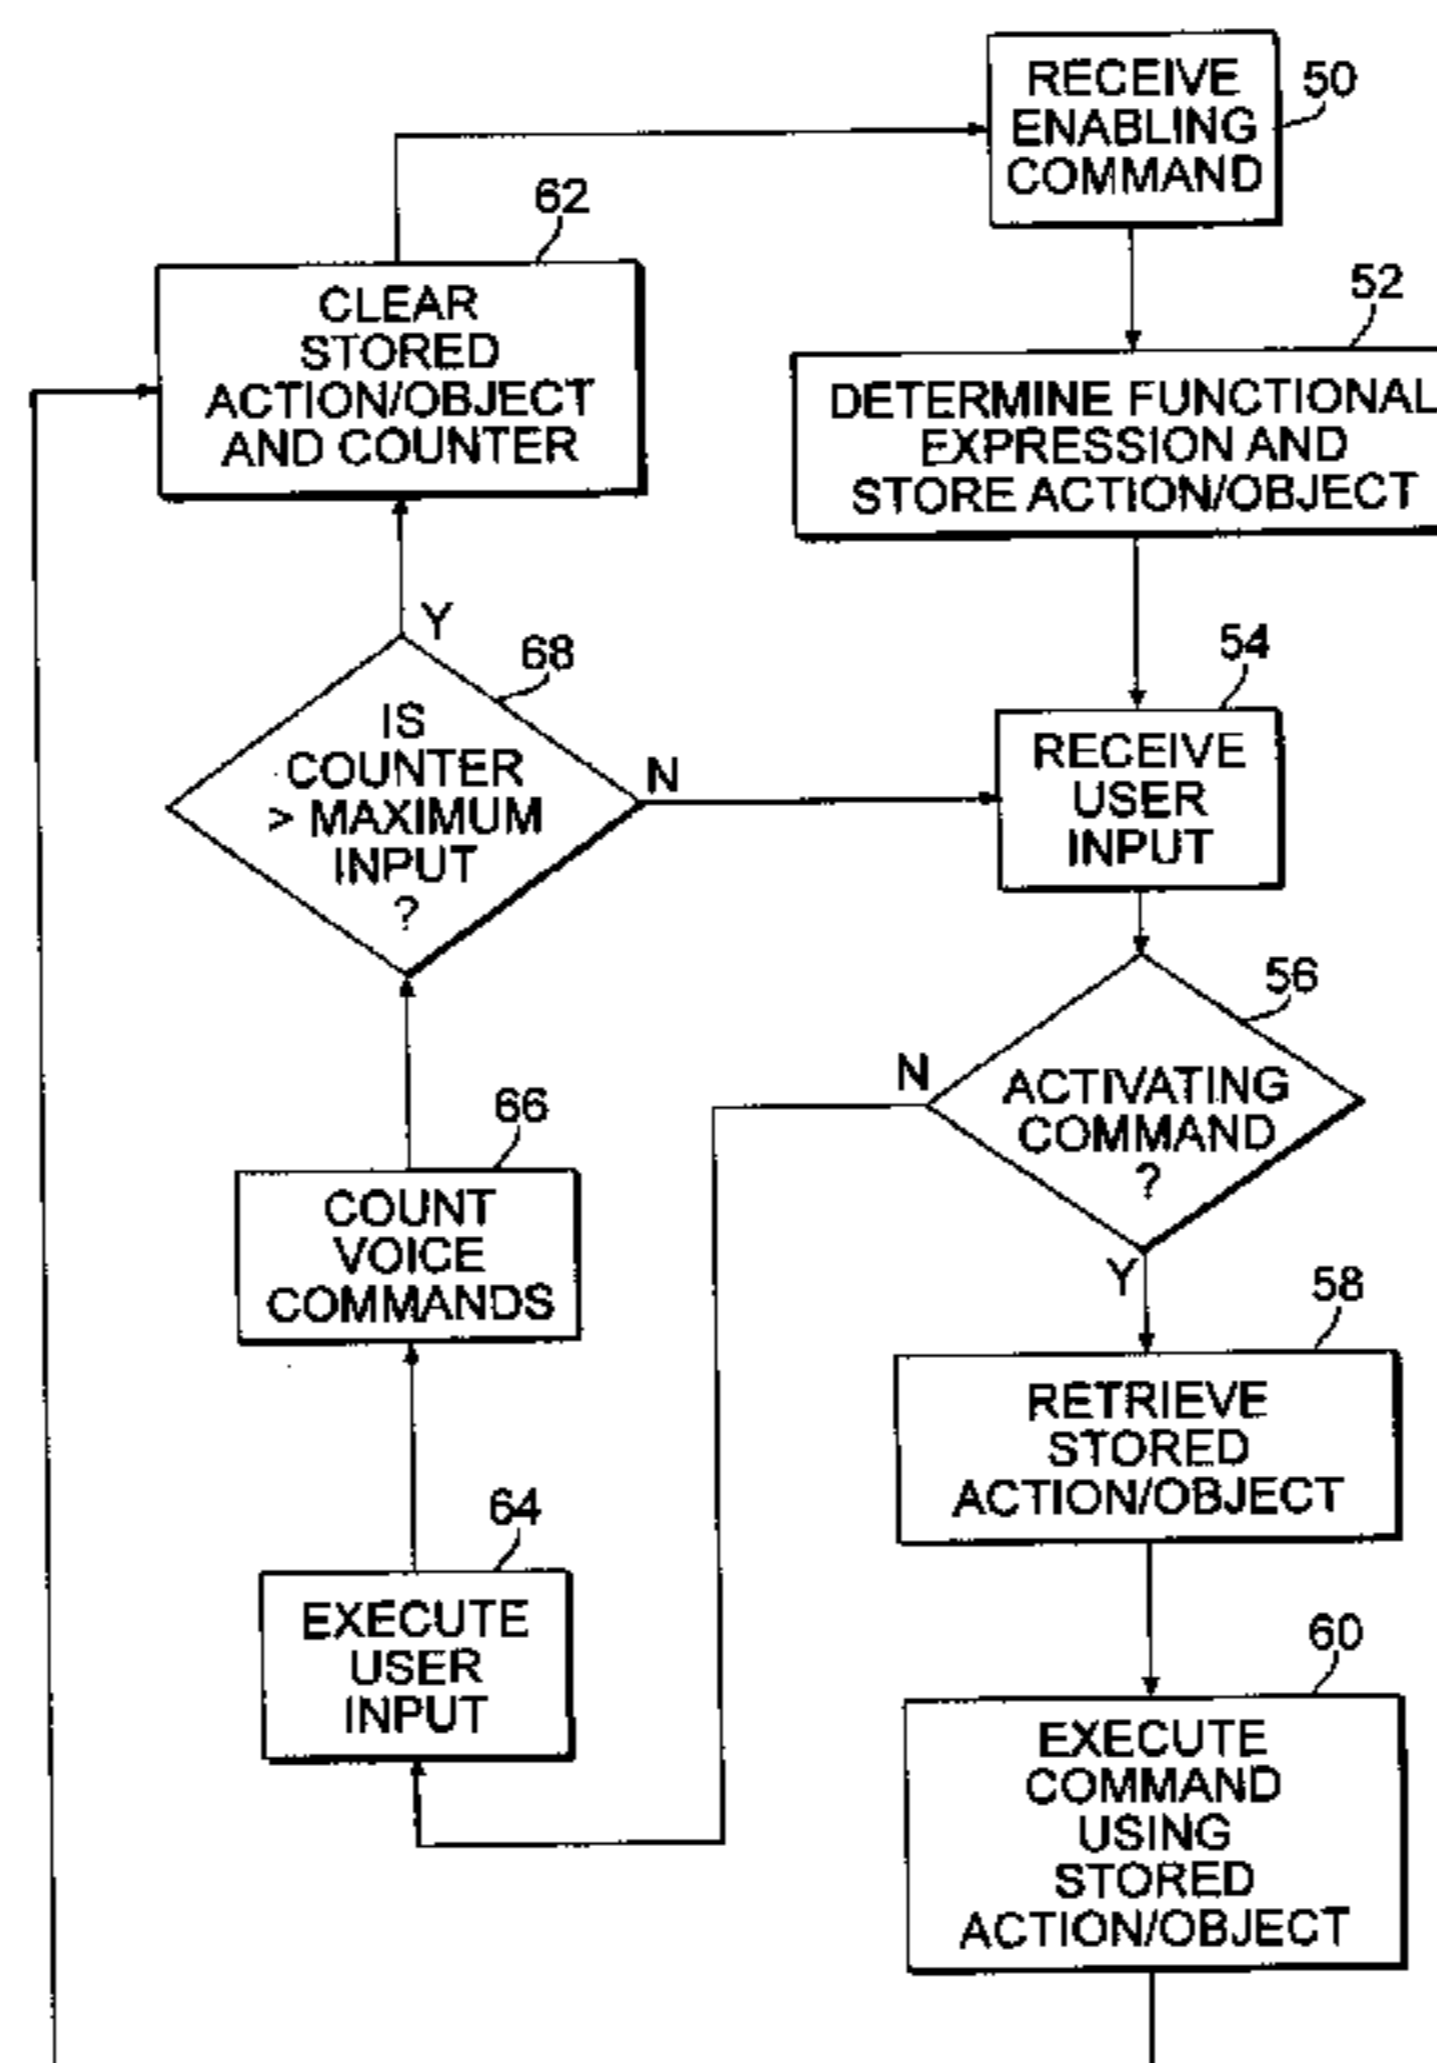 RECEIVE
ENABLING
COMMAND
50
62
CLEAR
STORED
ACTION/OBJECT
AND COUNTER
52
DETERMINE FUNCTIONAL
EXPRESSION AND
STORE ACTION/OBJECT
Y
68
IS
COUNTER
> MAXIMUM
INPUT
?
N
54
RECEIVE
USER
INPUT
56
N
ACTIVATING
COMMAND
?
Y
66
COUNT
VOICE
COMMANDS
58
RETRIEVE
STORED
ACTION/OBJECT
64
EXECUTE
USER
INPUT
60
EXECUTE
COMMAND
USING
STORED
ACTION/OBJECT